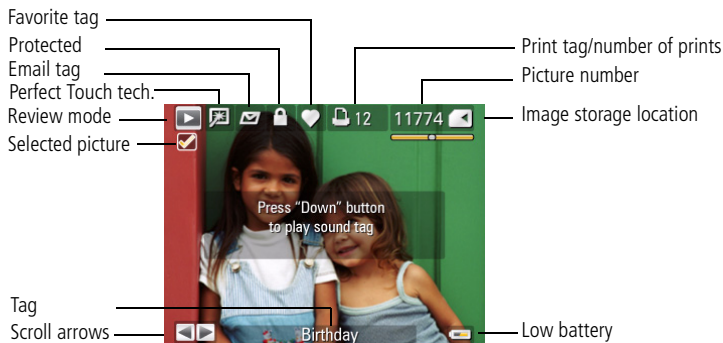 Favorite tag
Protected
Email tag
Perfect Touch tech.
Review mode
Selected picture
Print tag/number of prints
Picture number
Image storage location
12
11774
Press “Down” button
to play sound tag
Tag
Scroll arrows
Birthday
Low battery